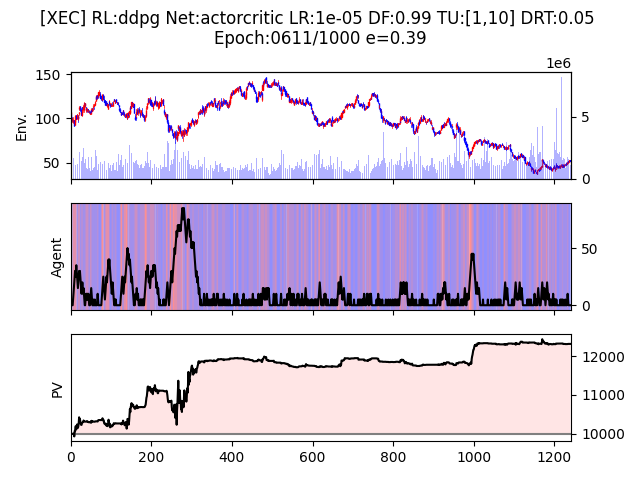 [XEC] RL:ddpg Net:actorcritic LR:1e-05 DF:0.99 TU:[1,10] DRT:0.05
Epoch:0611/1000 e=0.39
1e6
150
100
50
Env.
5
0
Agent
50
0
PV
12000
11000
10000
0 200 400 600 800 1000 1200